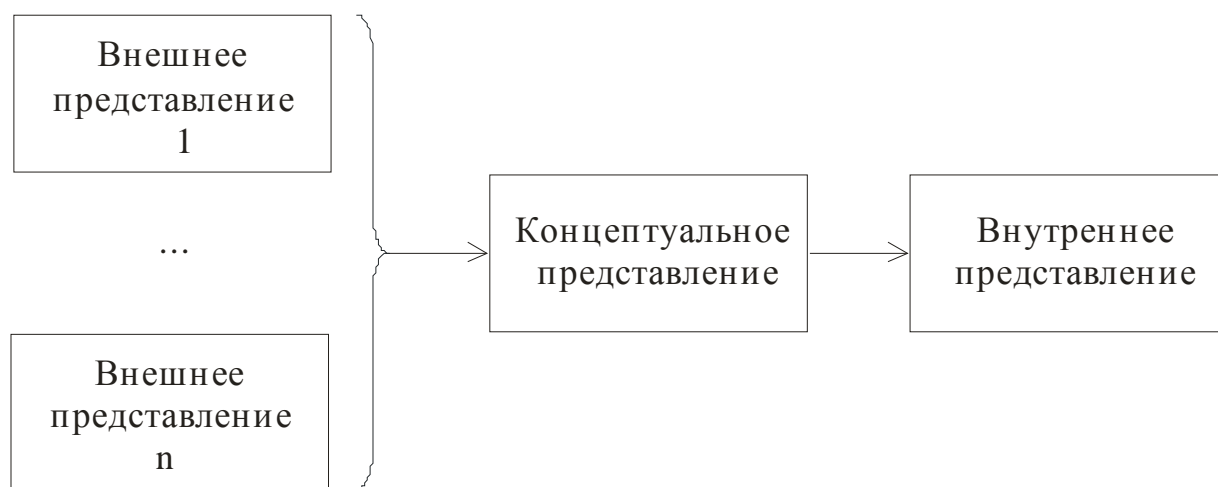 Внешнее
представление
1
...
Внешнее
представление
n
Концептуальное
представление
Внутреннее
представление